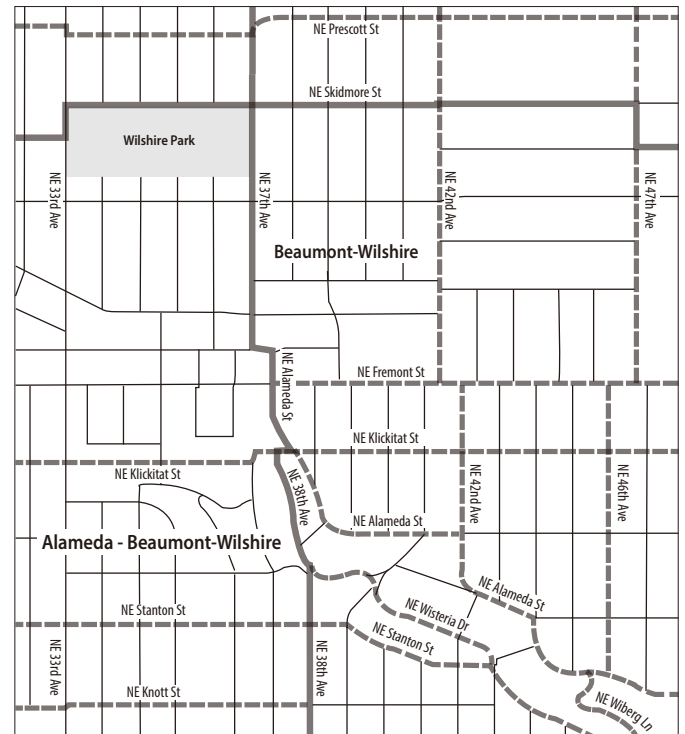 NE Prescott St
NE Skidmore St
Wilshire Park
NE 33rd Ave
NE 37th Ave
NE 42nd Ave
NE 47th Ave
Beaumont-Wilshire
NE Alameda St
NE Fremont St
NE Klickitat St
NE Klickitat St
NE 38th Ave
NE 42nd Ave
NE 46th Ave
NE Alameda St
Alameda - Beaumont-Wilshire
NE Alameda St
NE Stanton St
NE Wisteria Dr
NE Stanton St
NE 33rd Ave
NE 38th Ave
NE Knott St
NE Wiberg Ln